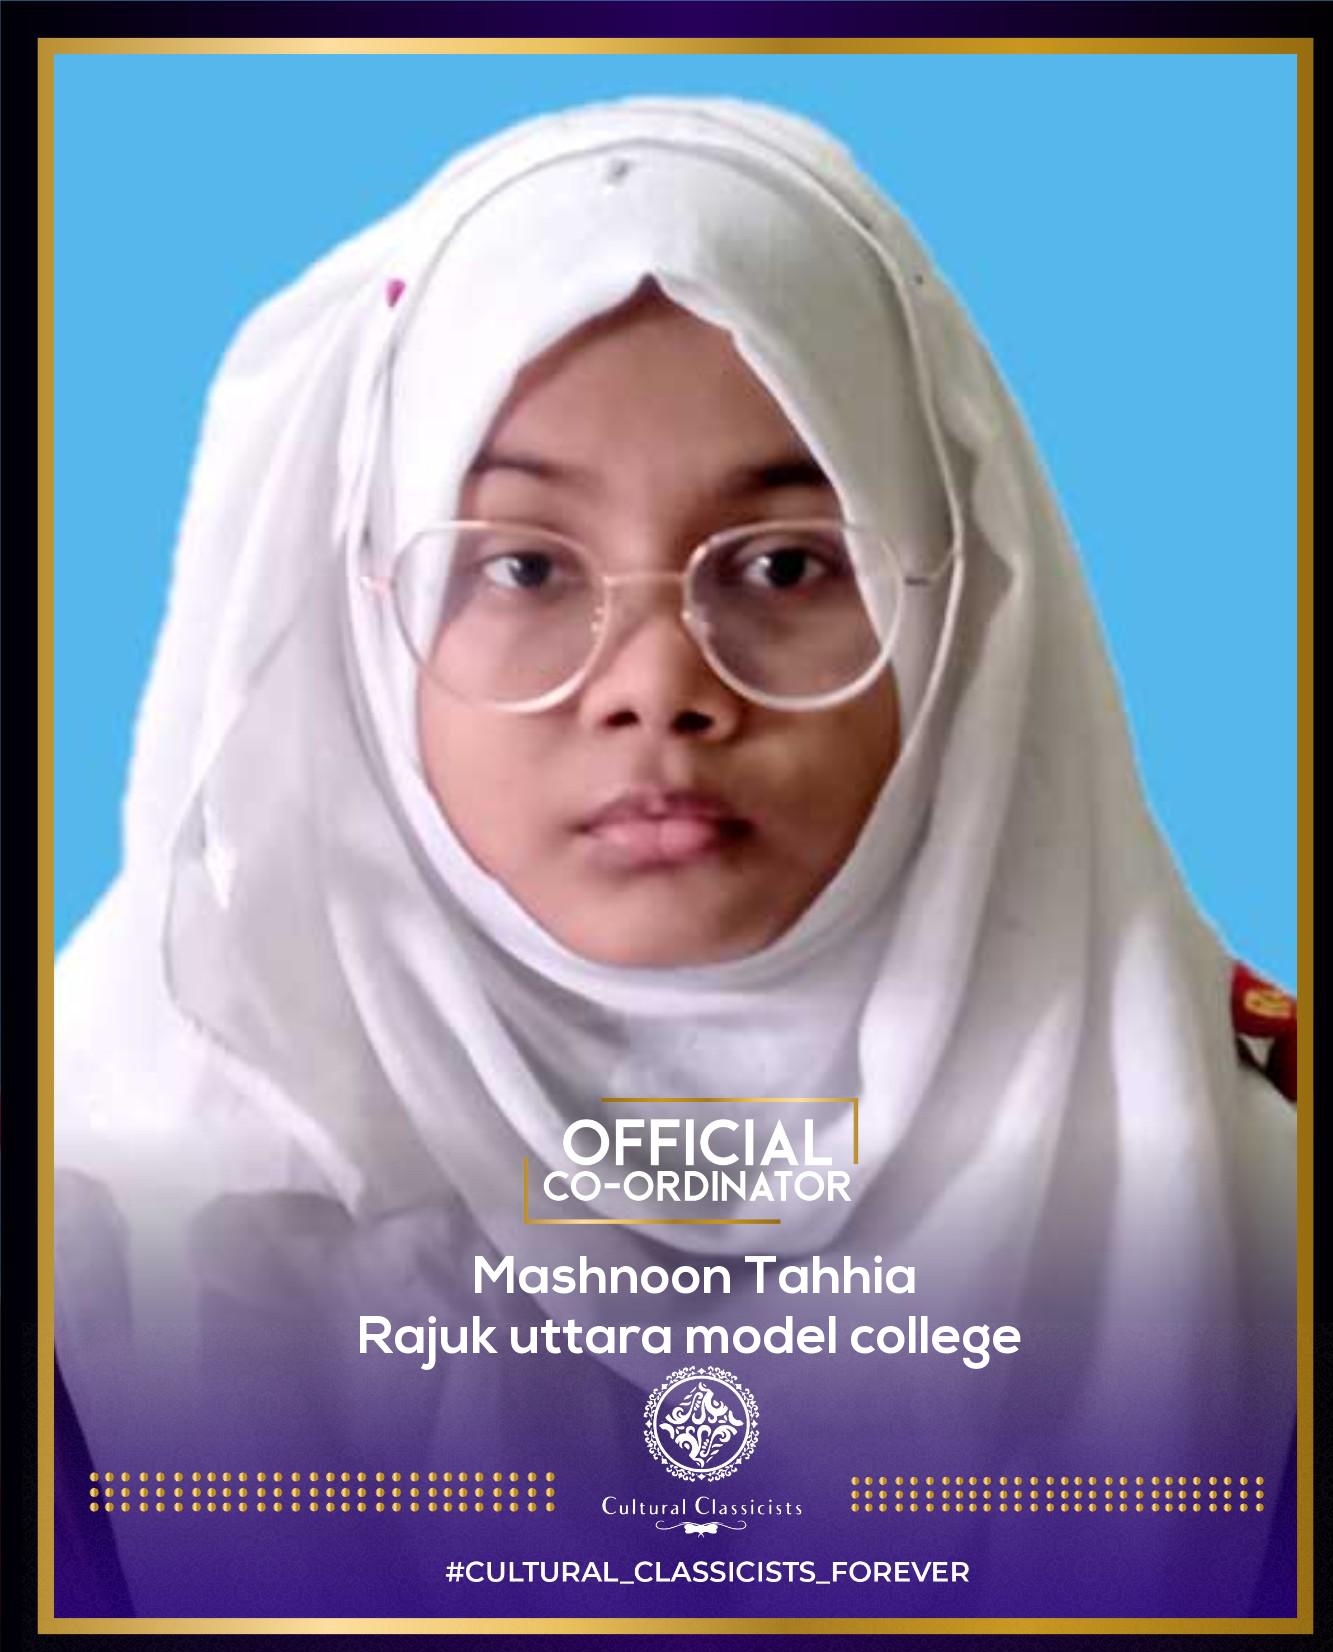 OFFICIAL
CO-ORDINATOR
Mashnoon Tahhia
Rajuk uttara model college
Cultural Classicists
#CULTURAL_CLASSICISTS_FOREVER